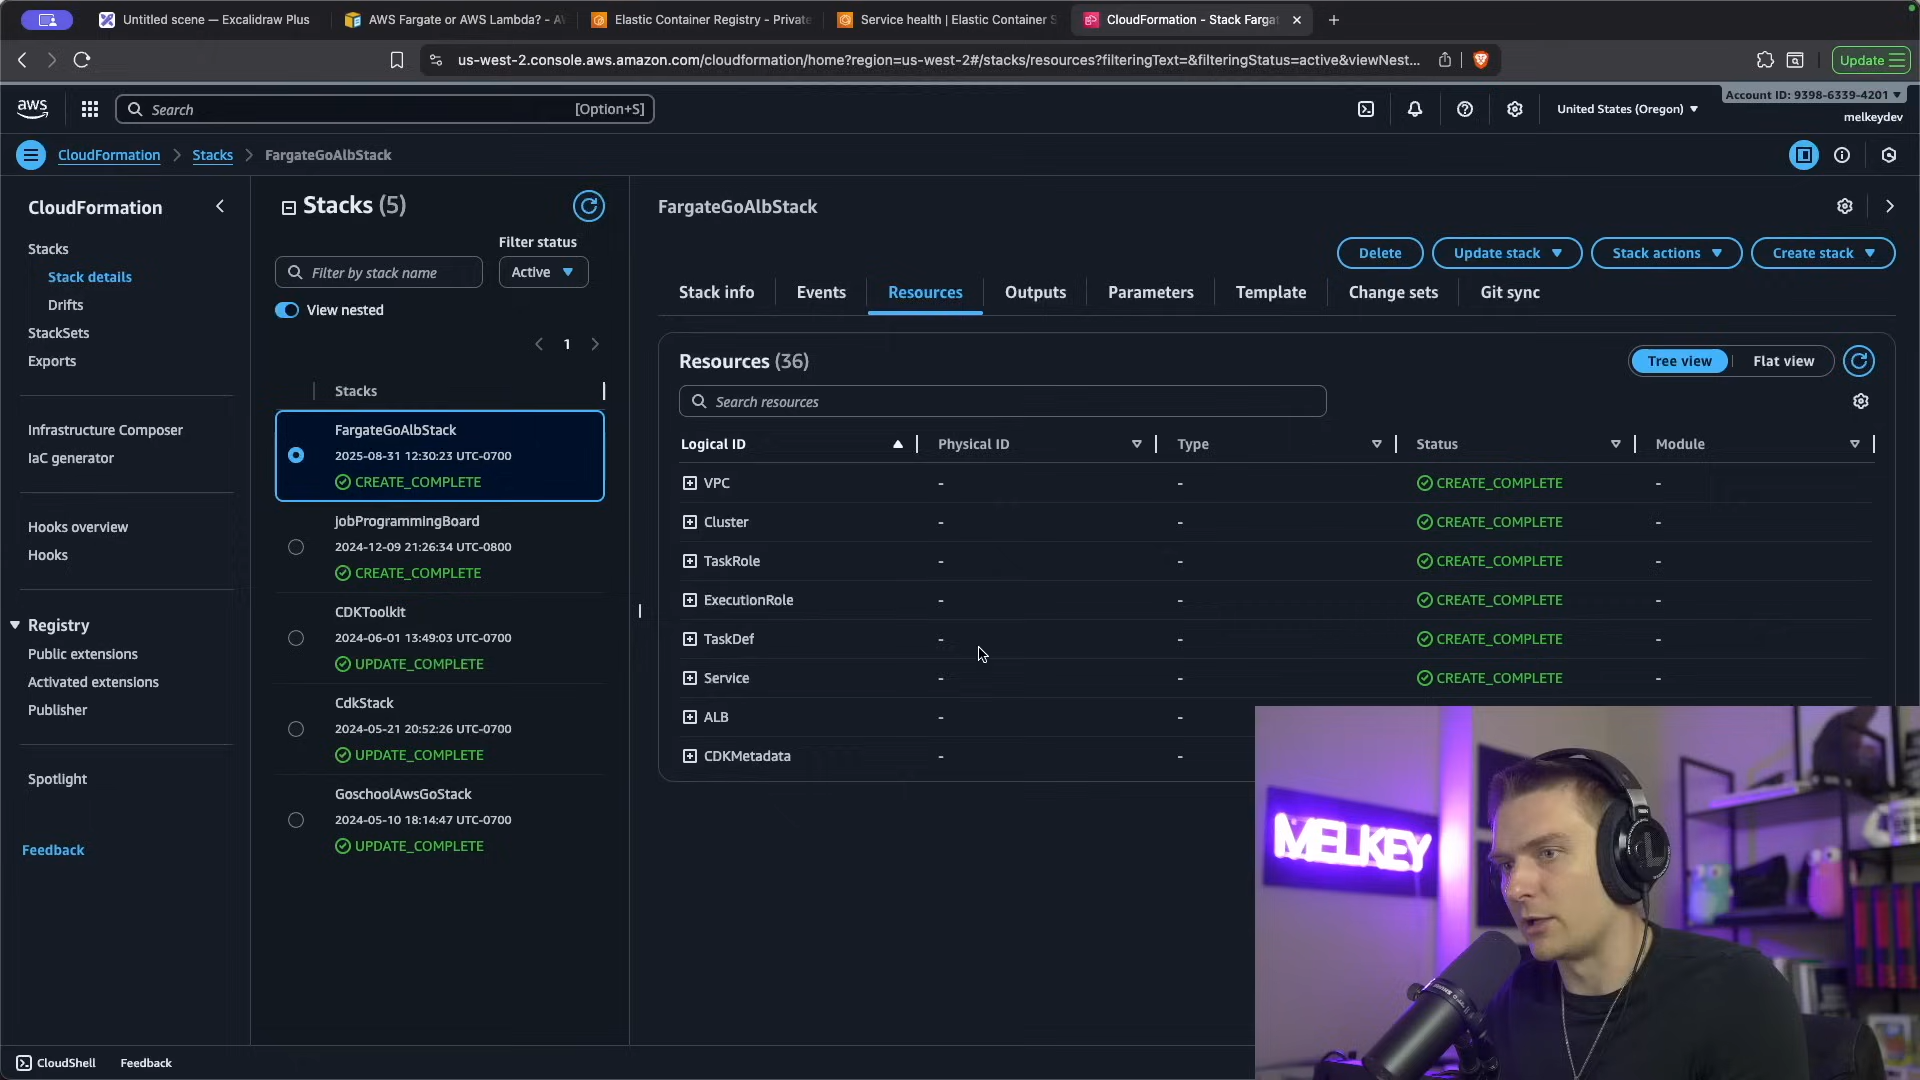 Untitled scene — Excalidraw Plus
AWS Fargate or AWS Lambda? - AW
Elastic Container Registry - Private
Service health | Elastic Container S
CloudFormation - Stack Fargat
us-west-2.console.aws.amazon.com/cloudformation/home?region=us-west-2#/stacks/resources?filteringText=&filteringStatus=active&viewNest...
Update
aws
Search
[Option+S]
United States (Oregon)
Account ID: 9398-6339-4201
melkeydev
CloudFormation
Stacks
FargateGoAlbStack
CloudFormation
Stacks
Stack details
Drifts
StackSets
Exports
Infrastructure Composer
IaC generator
Hooks overview
Hooks
Registry
Public extensions
Activated extensions
Publisher
Spotlight
Feedback
Stacks (5)
Filter status
Filter by stack name
Active
View nested
1
Stacks
FargateGoAlbStack
2025-08-31 12:30:23 UTC-0700
CREATE_COMPLETE
JobProgrammingBoard
2024-12-09 21:26:34 UTC-0800
CREATE_COMPLETE
CDKToolkit
2024-06-01 13:49:03 UTC-0700
UPDATE_COMPLETE
CdkStack
2024-05-21 20:52:26 UTC-0700
UPDATE_COMPLETE
GoschoolAwsGoStack
2024-05-10 18:14:47 UTC-0700
UPDATE_COMPLETE
FargateGoAlbStack
Delete
Update stack
Stack actions
Create stack
Stack info
Events
Resources
Outputs
Parameters
Template
Change sets
Git sync
Resources (36)
Tree view
Flat view
Search resources
Logical ID Physical ID Type Status Module
VPC - - CREATE_COMPLETE -
Cluster - - CREATE_COMPLETE -
TaskRole - - CREATE_COMPLETE -
ExecutionRole - - CREATE_COMPLETE -
TaskDef - - CREATE_COMPLETE -
Service - - CREATE_COMPLETE -
ALB - -
CDKMetadata - -
MELKEY
CloudShell
Feedback